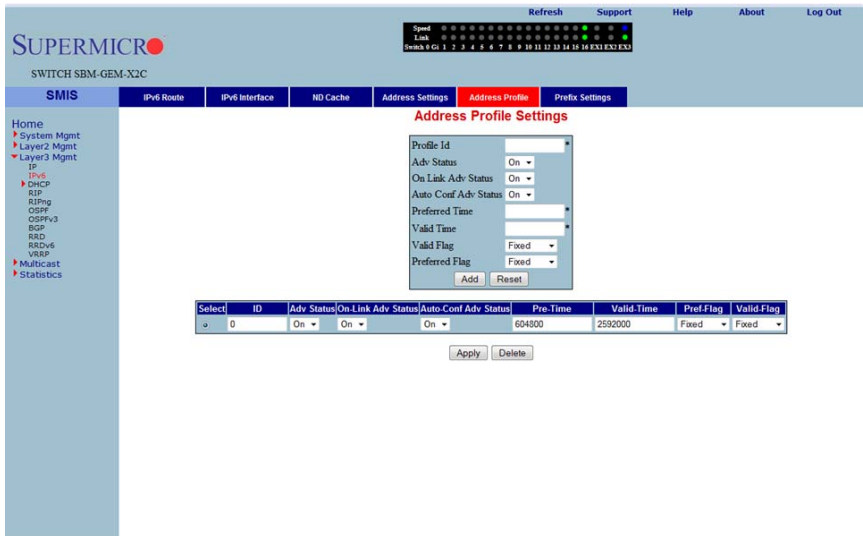 Refresh Support Help About Log Out
Speed
Link
Switch 0 Gi 1 2 3 4 5 6 7 8 9 10 11 12 13 14 15 16 EX1 EX2 EX3
SUPERMICRO
SWITCH SBM-GEM-X2C
SMIS
IPv6 Route IPv6 Interface ND Cache Address Settings Address Profile Prefix Settings
Home
System Mgmt
Layer2 Mgmt
Layer3 Mgmt
IP
IPv6
DHCP
RIP
RIPng
OSPF
OSPFv3
BGP
RRD
RRDv6
VRRP
Multicast
Statistics
Address Profile Settings
Profile Id *
Adv Status On
On Link Adv Status On
Auto Conf Adv Status On
Preferred Time *
Valid Time *
Valid Flag Fixed
Preferred Flag Fixed
Add Reset
Select ID Adv Status On-Link Adv Status Auto-Conf Adv Status Pre-Time Valid-Time Pref-Flag Valid-Flag
0 On On On 604800 2592000 Fixed Fixed
Apply Delete